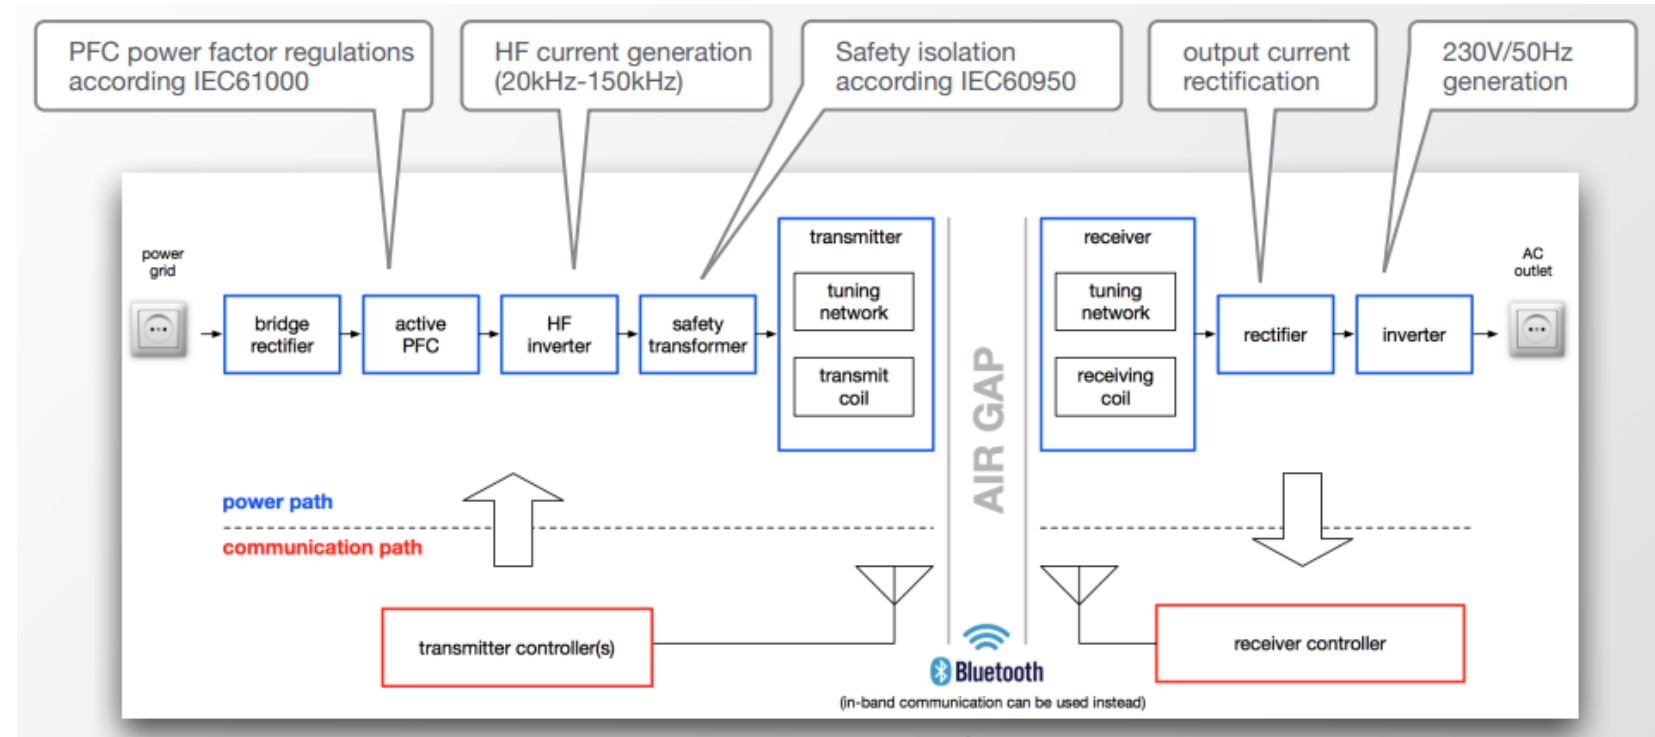 PFC power factor regulations
according IEC61000
HF current generation
(20kHz-150kHz)
Safety isolation
according IEC60950
output current
rectification
230V/50Hz
generation
power
grid
bridge
rectifier
active
PFC
HF
inverter
safety
transformer
transmitter
tuning
network
transmit
coil
AIR GAP
receiver
tuning
network
receiving
coil
rectifier
inverter
AC
outlet
power path
communication path
transmitter controller(s)
Bluetooth
(in-band communication can be used instead)
receiver controller